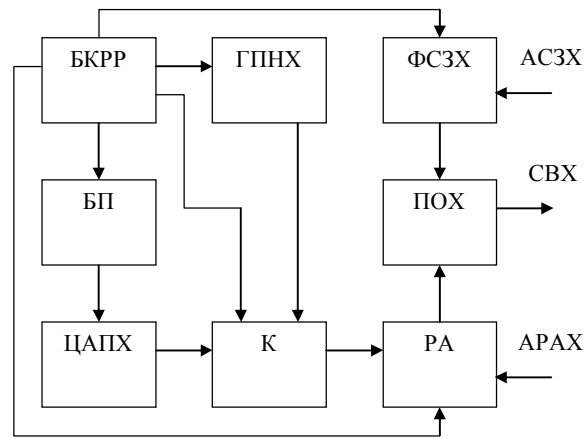 БКРР
ГПНХ
ФСЗХ
АСЗХ
БП
ПОХ
СВХ
ЦАПХ
К
РА
АРАХ